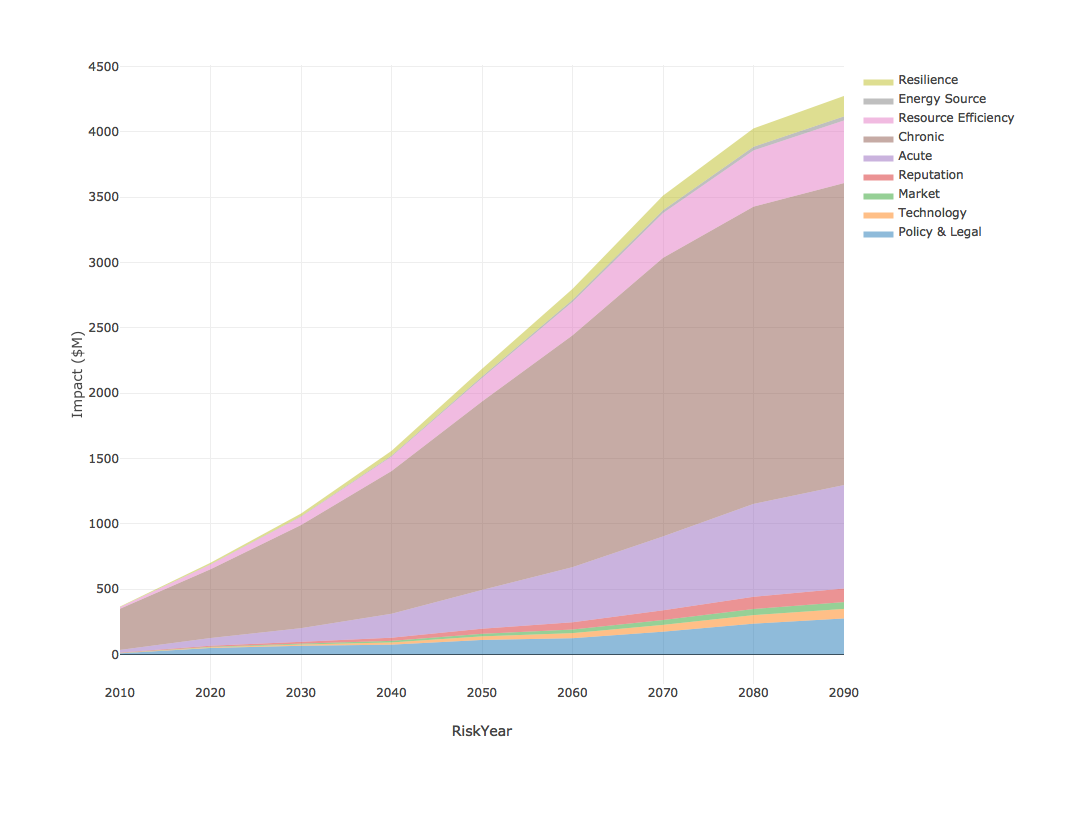 4500
4000
3500
3000
2500
2000
1500
1000
500
0
Impact ($M)
2010 2020 2030 2040 2050 2060 2070 2080 2090
RiskYear
Resilience
Energy Source
Resource Efficiency
Chronic
Acute
Reputation
Market
Technology
Policy & Legal